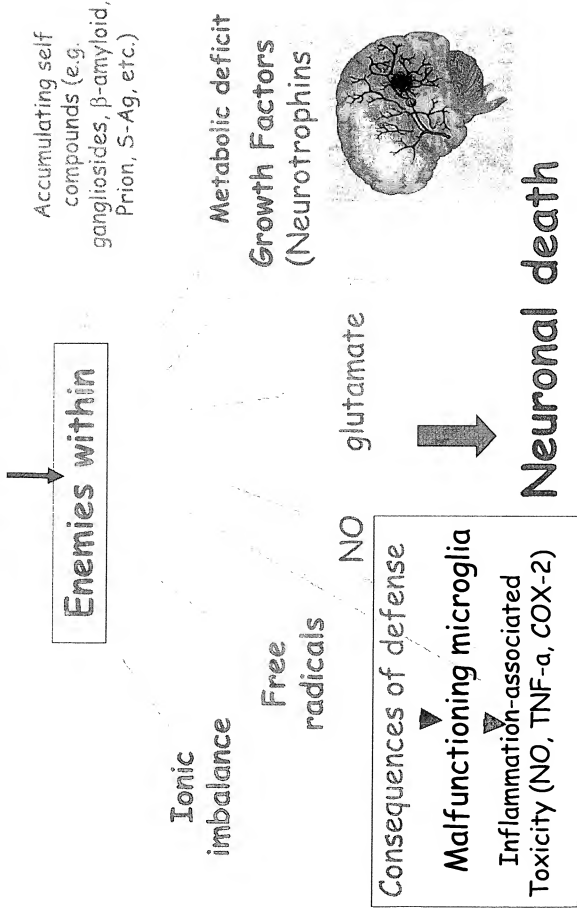 Enemies within
Accumulating self
compounds (e.g.
gangliosides, β-amyloid,
Prion, S-Ag, etc.)
Ionic
imbalance
Free
radicals
NO
glutamate
Metabolic deficit
Growth Factors
(Neurotrophins
Consequences of defense
Malfunctioning microglia
Inflammation-associated
Toxicity (NO, TNF-a, COX-2)
Neuronal death